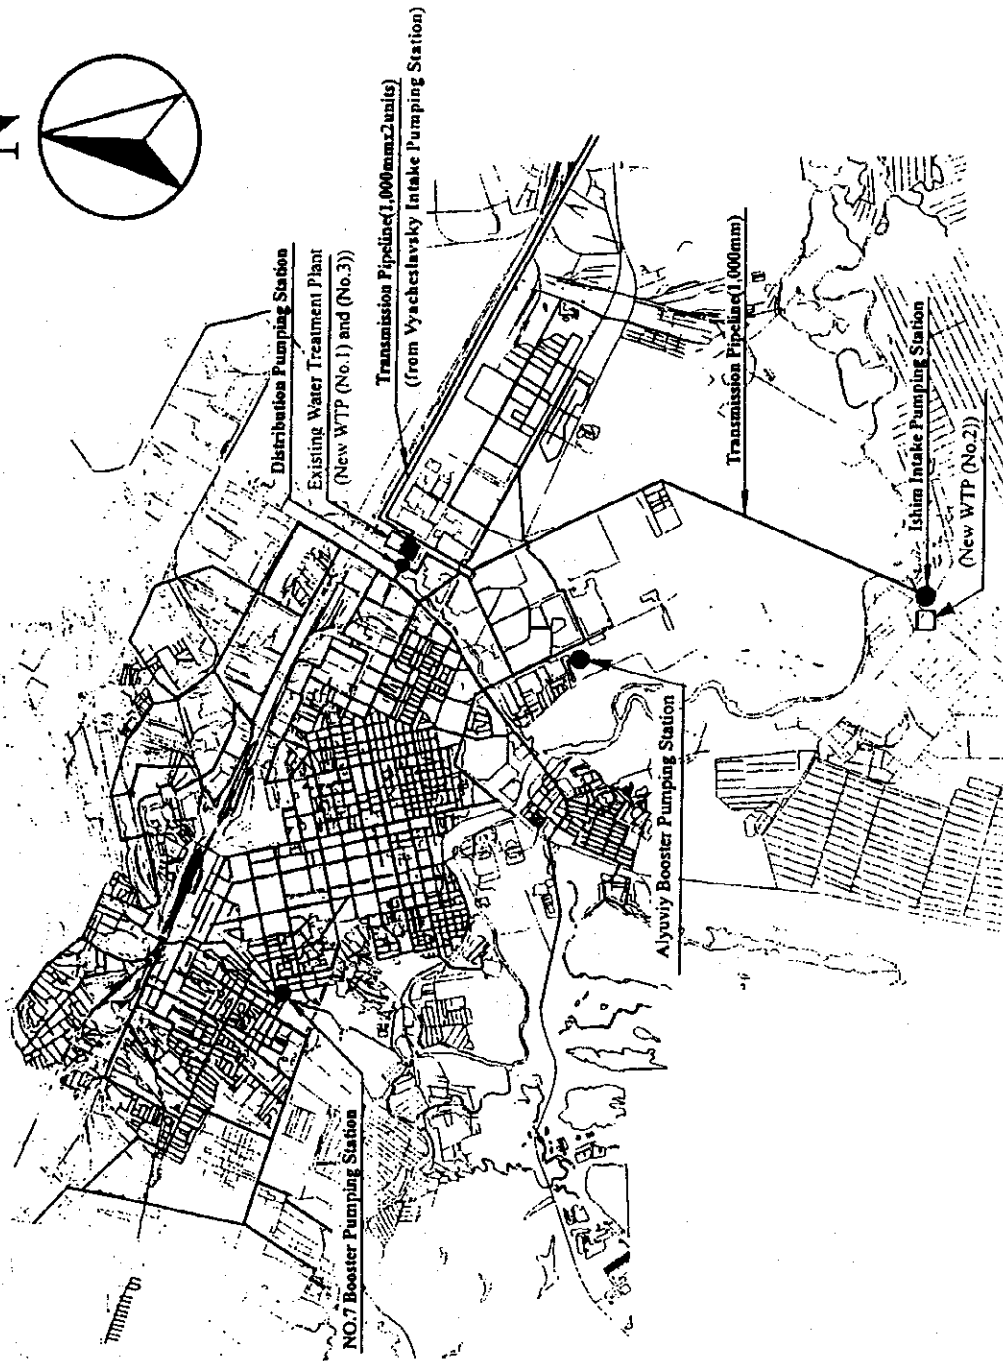 N
Distribution Pumping Station
Existing Water Treatment Plant
(New WTP (No.1) and (No.3))
Transmission Pipeline(1,000mmx2units)
(from Vyacheslavsky Intake Pumping Station)
Transmission Pipeline(1,000mm)
Ishim Intake Pumping Station
(New WTP (No.2))
Alyuviy Booster Pumping Station
NO.7 Booster Pumping Station